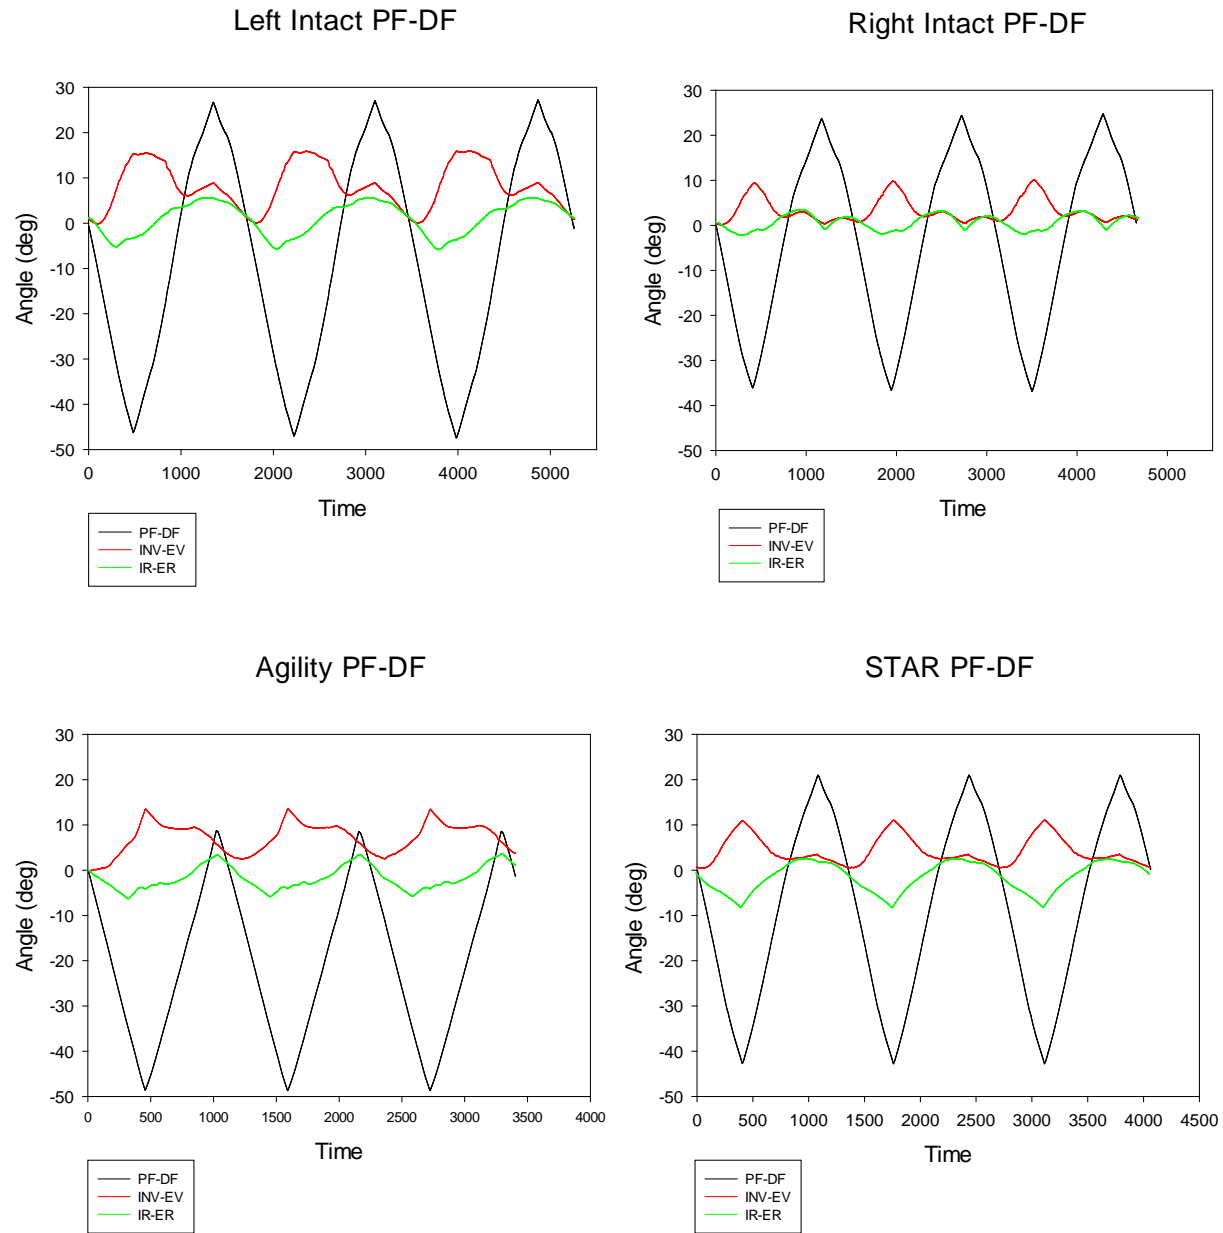 Left Intact PF-DF
30
20
10
0
-10
-20
-30
-40
-50
Angle (deg)
0 1000 2000 3000 4000 5000
Time
PF-DF
INV-EV
IR-ER
Right Intact PF-DF
30
20
10
0
-10
-20
-30
-40
-50
Angle (deg)
0 1000 2000 3000 4000 5000
Time
PF-DF
INV-EV
IR-ER
Agility PF-DF
30
20
10
0
-10
-20
-30
-40
-50
Angle (deg)
0 500 1000 1500 2000 2500 3000 3500 4000
Time
PF-DF
INV-EV
IR-ER
STAR PF-DF
30
20
10
0
-10
-20
-30
-40
-50
Angle (deg)
0 500 1000 1500 2000 2500 3000 3500 4000 4500
Time
PF-DF
INV-EV
IR-ER